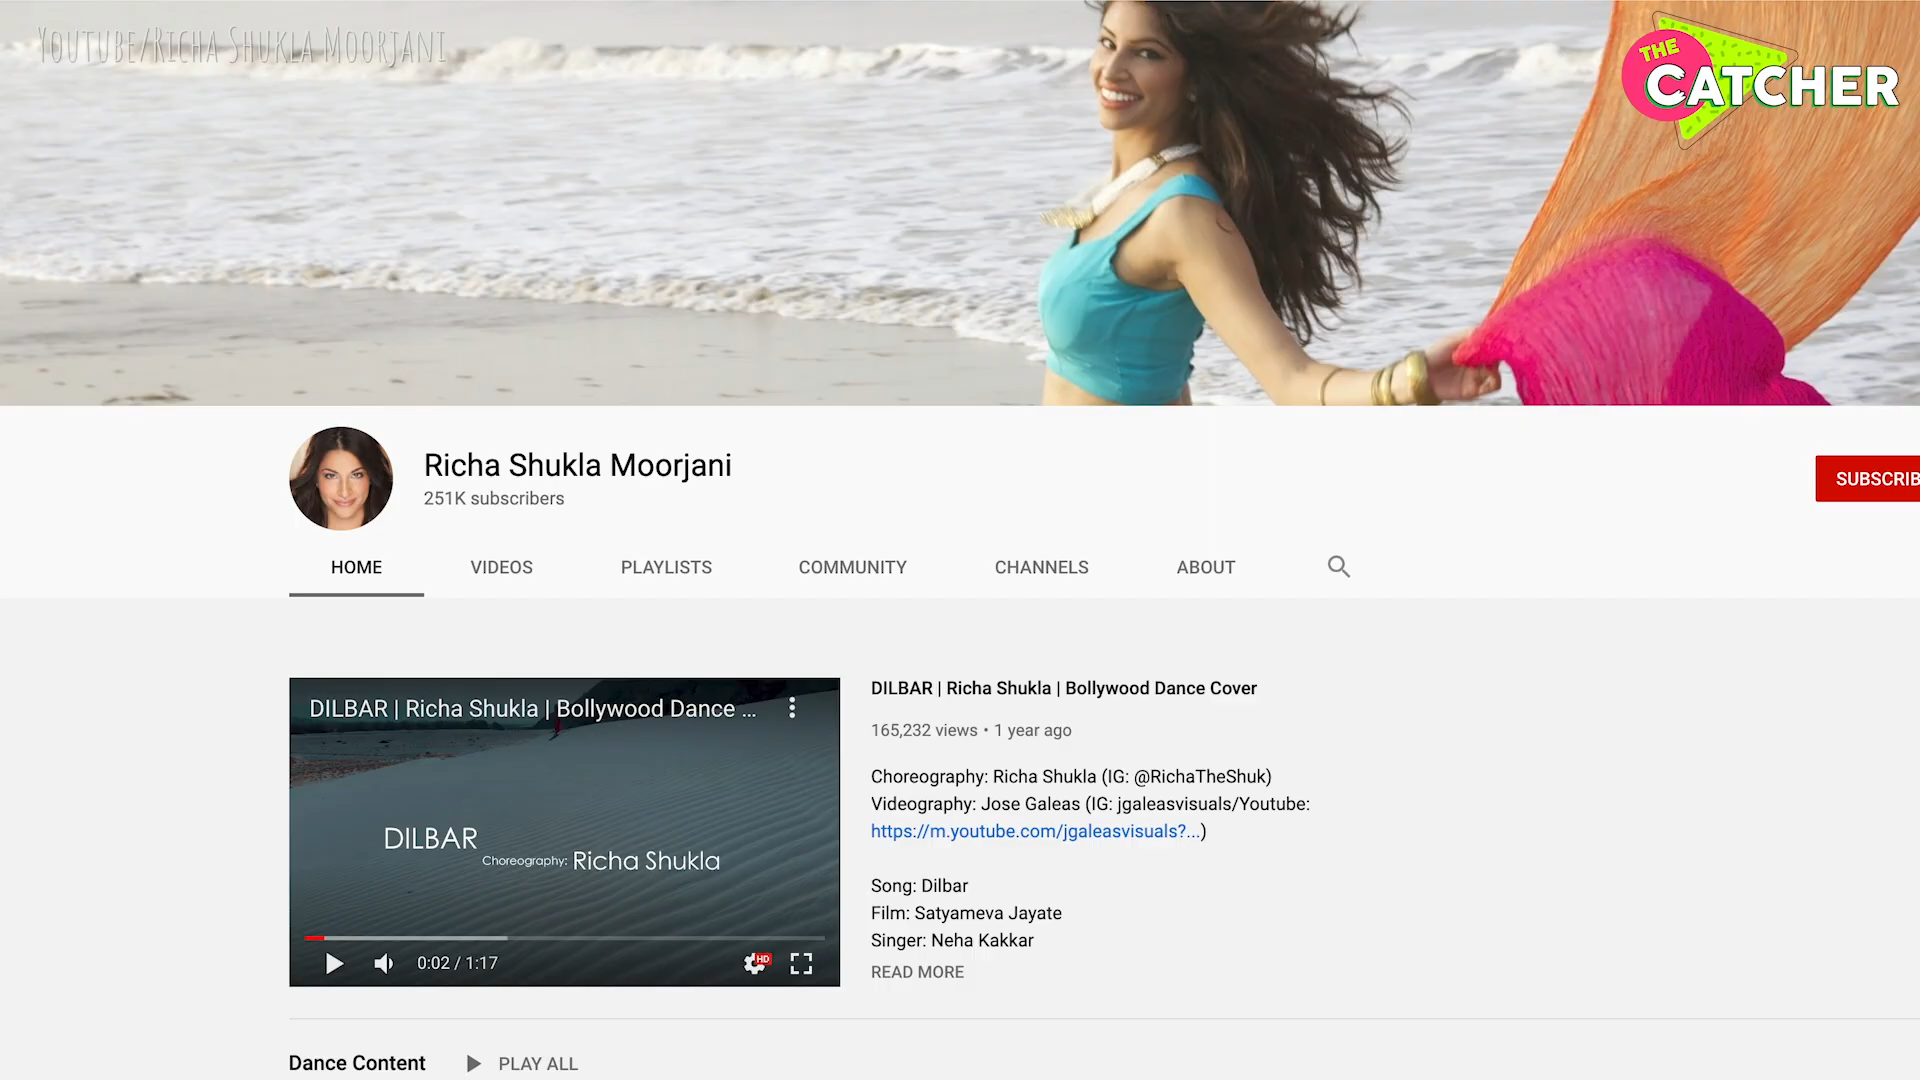 Youtube/Richa Shukla Moorjani
THE
CATCHER
Richa Shukla Moorjani
251K subscribers
SUBSCRIB
HOME VIDEOS PLAYLISTS COMMUNITY CHANNELS ABOUT
DILBAR | Richa Shukla | Bollywood Dance ...
DILBAR
Choreography: Richa Shukla
0:02 / 1:17
HD
DILBAR | Richa Shukla | Bollywood Dance Cover
165,232 views • 1 year ago
Choreography: Richa Shukla (IG: @RichaTheShuk)
Videography: Jose Galeas (IG: jgaleasvisuals/Youtube:
https://m.youtube.com/jgaleasvisuals?...)
Song: Dilbar
Film: Satyameva Jayate
Singer: Neha Kakkar
READ MORE
Dance Content PLAY ALL